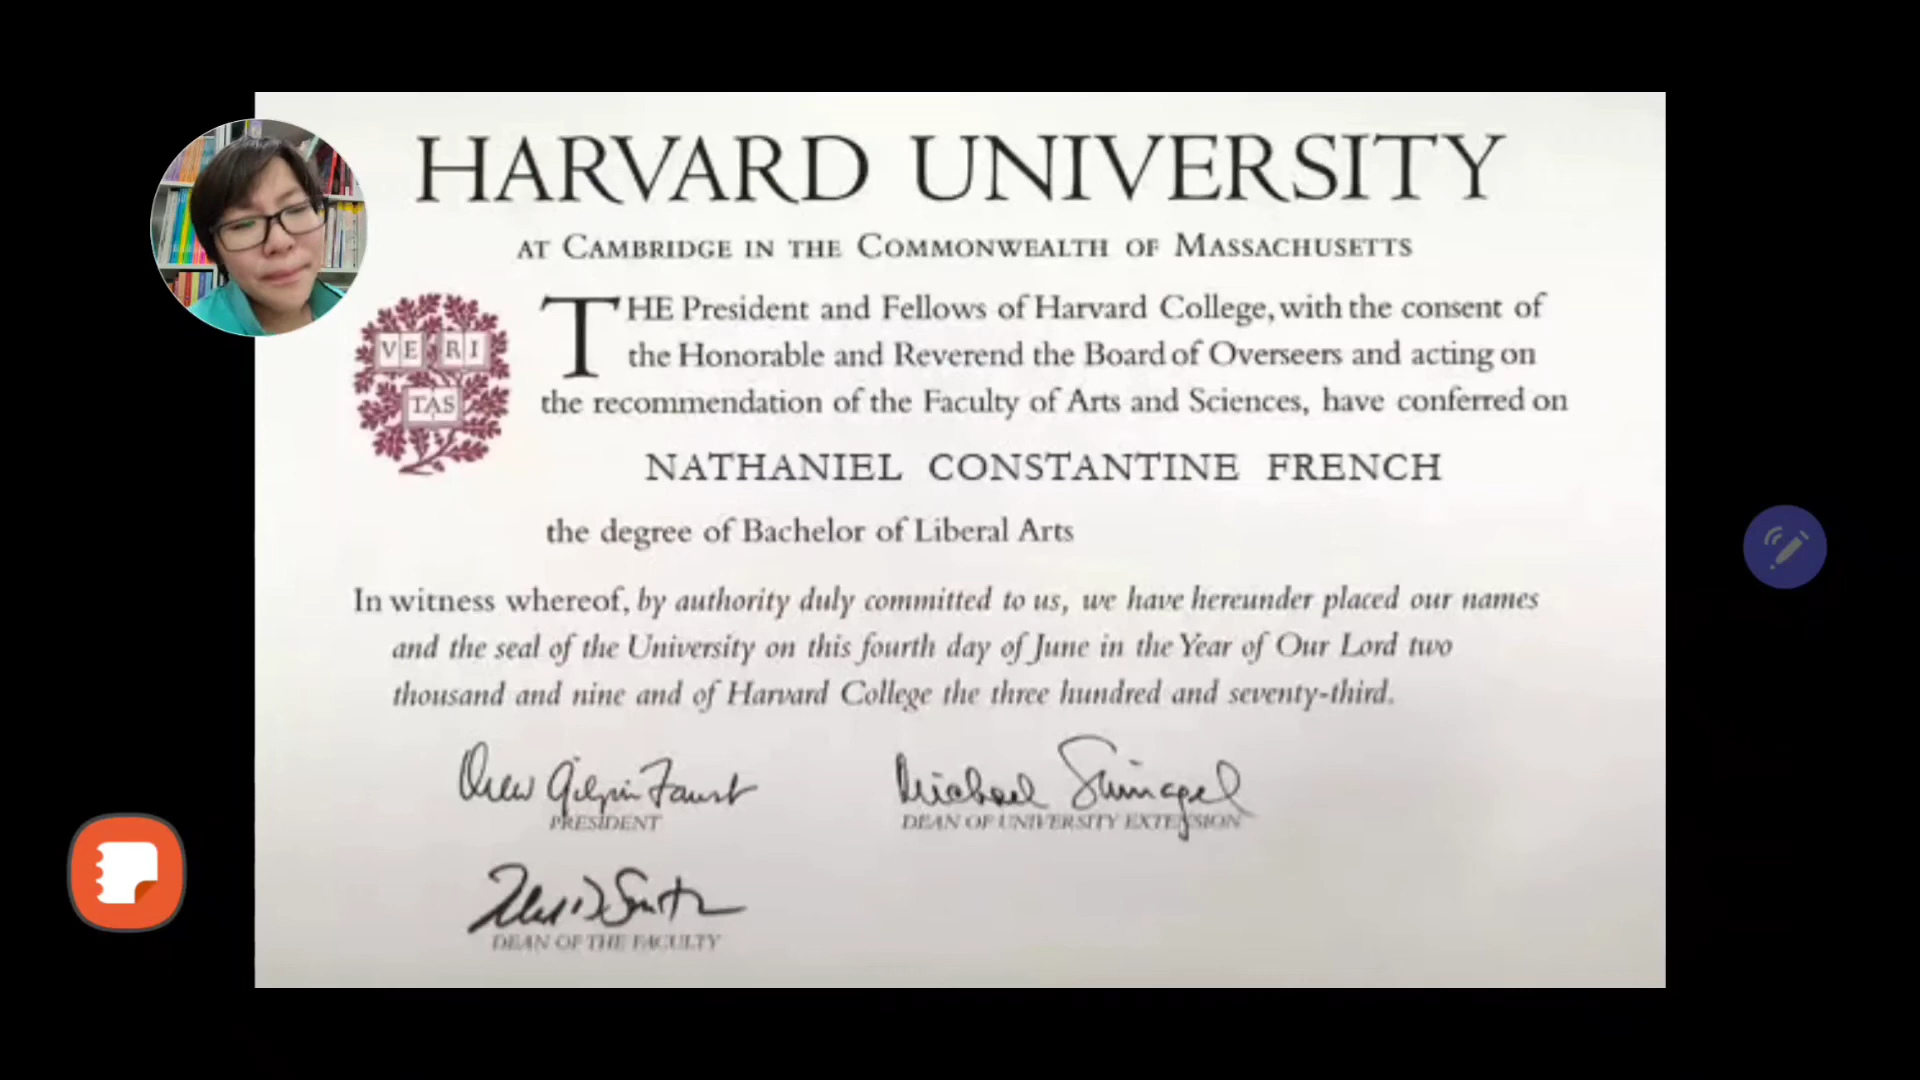 HARVARD UNIVERSITY
AT CAMBRIDGE IN THE COMMONWEALTH OF MASSACHUSETTS
VE RI
TAS
THE President and Fellows of Harvard College, with the consent of
the Honorable and Reverend the Board of Overseers and acting on
the recommendation of the Faculty of Arts and Sciences, have conferred on
NATHANIEL CONSTANTINE FRENCH
the degree of Bachelor of Liberal Arts
In witness whereof, by authority duly committed to us, we have hereunder placed our names
and the seal of the University on this fourth day of June in the Year of Our Lord two
thousand and nine and of Harvard College the three hundred and seventy-third.
Drew Gilpin Faust
PRESIDENT
Michael Shinagel
DEAN OF UNIVERSITY EXTENSION
DEAN OF THE FACULTY